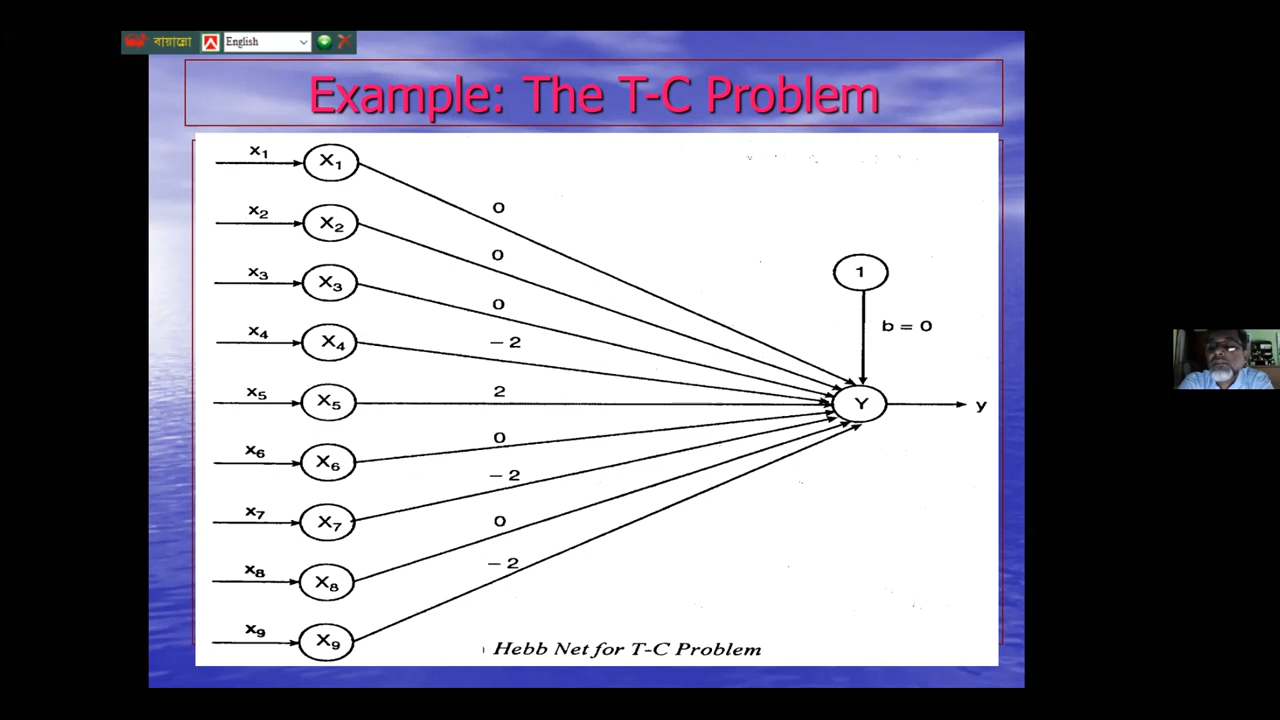 বায়ান্নো English
Example: The T-C Problem
x1 X1
0
x2 X2
0
x3 X3
0
1
x4 X4
-2
b = 0
x5 X5
2
Y y
x6 X6
0
x7 X7
-2
x8 X8
0
x9 X9
-2
Hebb Net for T-C Problem